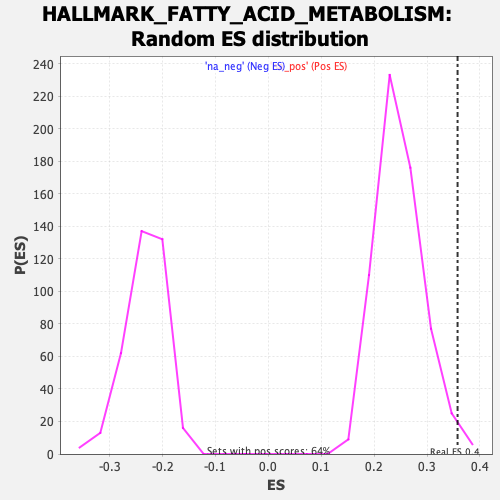 HALLMARK_FATTY_ACID_METABOLISM:
Random ES distribution
'na_neg' (Neg ES)_pos' (Pos ES)
240
220
200
180
160
140
120
100
80
60
40
20
0
P(ES)
Sets with pos scores: 64%
Real ES 0.4
-0.3 -0.2 -0.1 0.0 0.1 0.2 0.3 0.4
ES